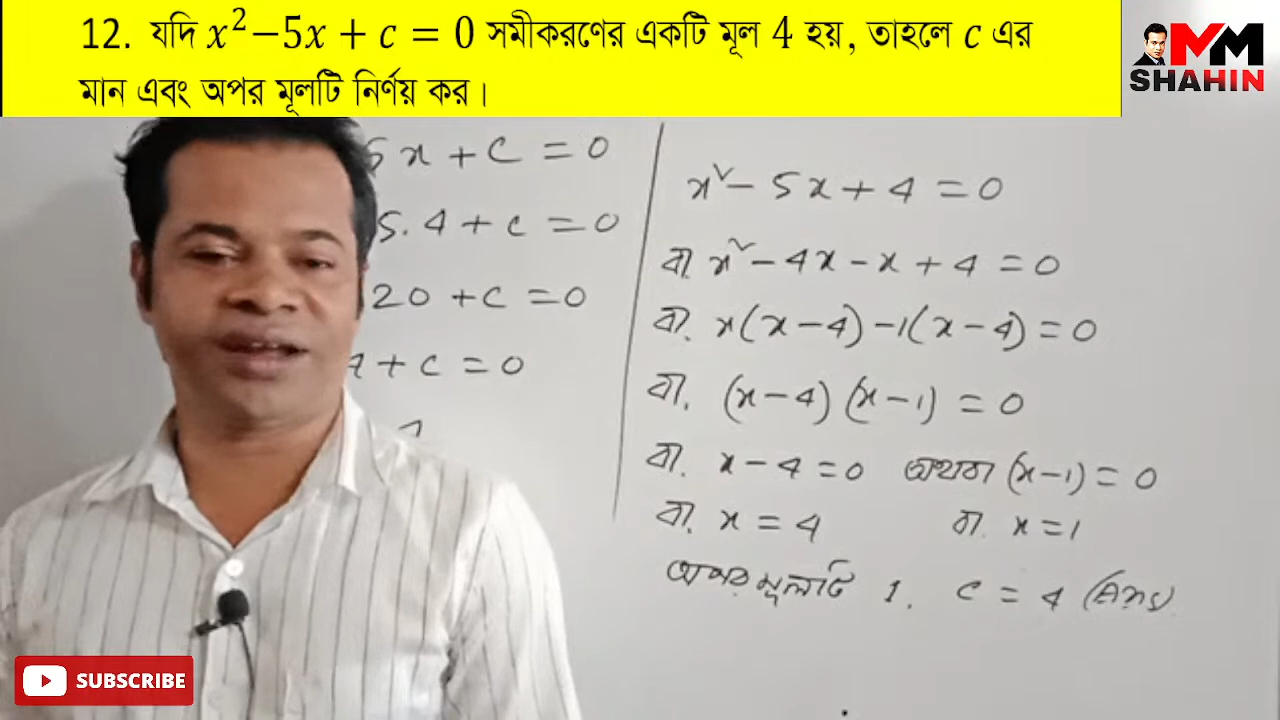 12. যদি x²−5x + c = 0 সমীকরণের একটি মূল 4 হয়, তাহলে c এর
মান এবং অপর মূলটি নির্ণয় কর।
MM
SHAHIN
5x + c = 0
5.4 + c = 0
20 + c = 0
+ c = 0
x² − 5x + 4 = 0
বা, x² − 4x − x + 4 = 0
বা, x(x − 4) − 1(x − 4) = 0
বা, (x − 4) (x − 1) = 0
বা, x − 4 = 0 অথবা (x − 1) = 0
বা, x = 4 বা, x = 1
অপর মূলটি 1, c = 4 (Ans)
SUBSCRIBE